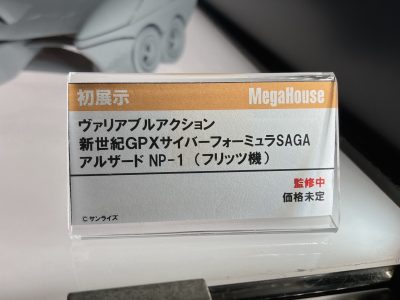 初展示 MegaHouse
ヴァリアブルアクション
新世紀GPXサイバーフォーミュラSAGA
アルザード NP-1（フリッツ機）
監修中
価格未定
©サンライズ